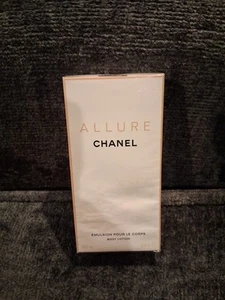 ALLURE
CHANEL
EMULSION POUR LE CORPS
BODY LOTION